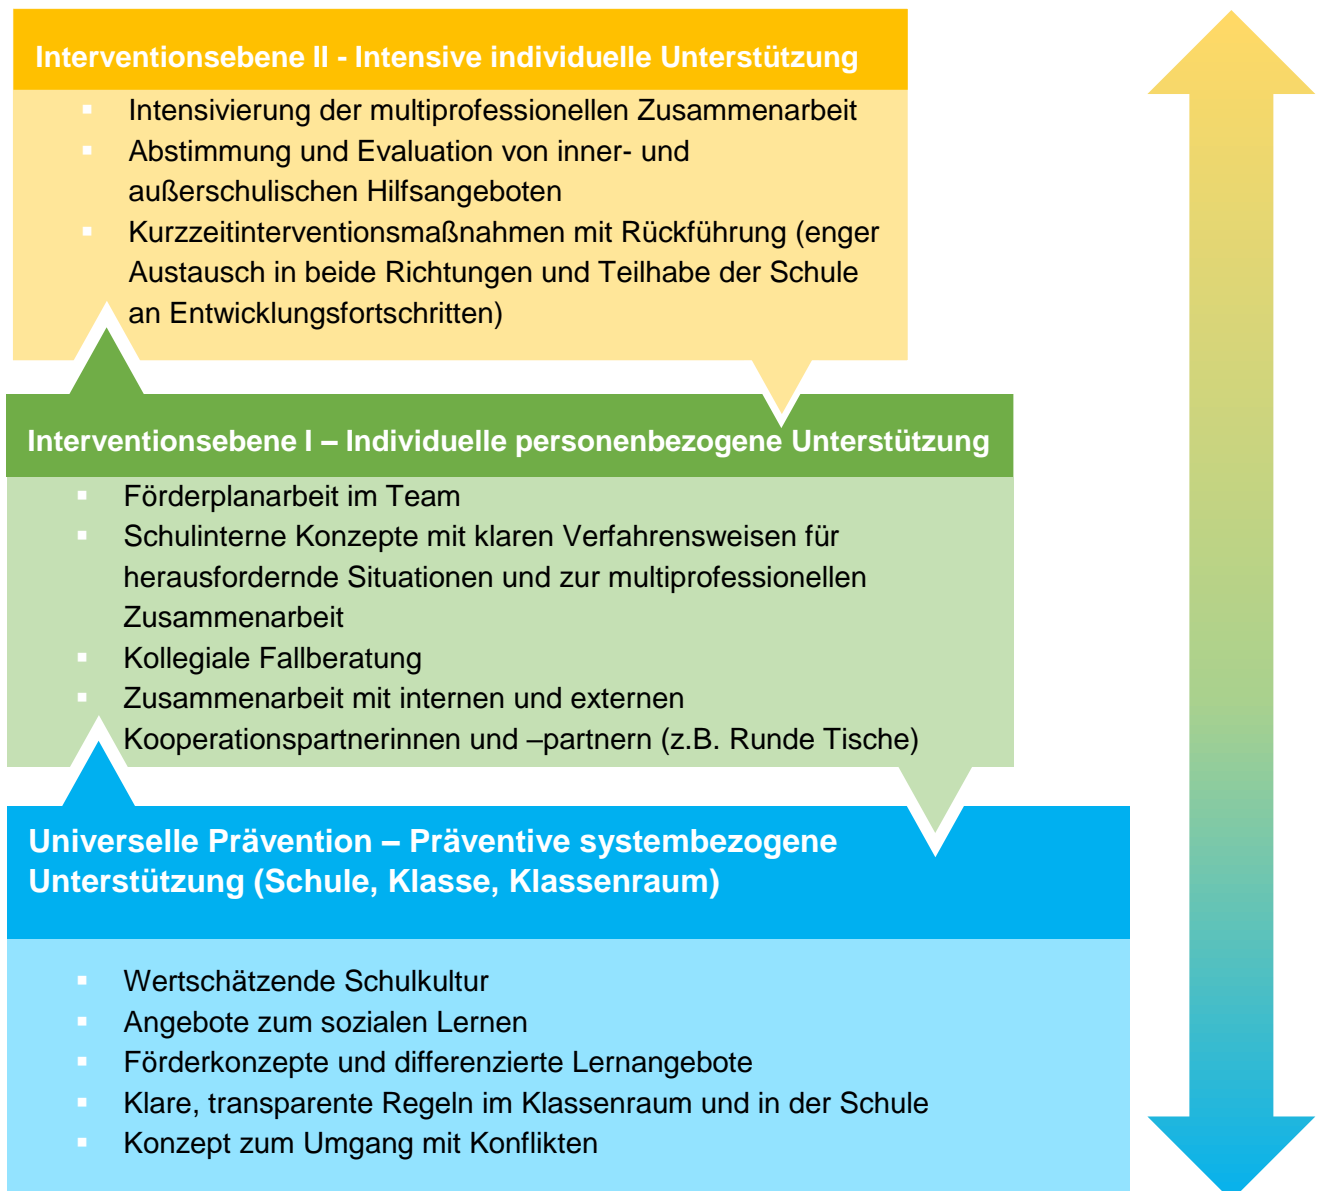 Interventionsebene II - Intensive individuelle Unterstützung
▪ Intensivierung der multiprofessionellen Zusammenarbeit
▪ Abstimmung und Evaluation von inner- und
außerschulischen Hilfsangeboten
▪ Kurzzeitinterventionsmaßnahmen mit Rückführung (enger
Austausch in beide Richtungen und Teilhabe der Schule
an Entwicklungsfortschritten)
Interventionsebene I – Individuelle personenbezogene Unterstützung
▪ Förderplanarbeit im Team
▪ Schulinterne Konzepte mit klaren Verfahrensweisen für
herausfordernde Situationen und zur multiprofessionellen
Zusammenarbeit
▪ Kollegiale Fallberatung
▪ Zusammenarbeit mit internen und externen
Kooperationspartnerinnen und –partnern (z.B. Runde Tische)
Universelle Prävention – Präventive systembezogene
Unterstützung (Schule, Klasse, Klassenraum)
▪ Wertschätzende Schulkultur
▪ Angebote zum sozialen Lernen
▪ Förderkonzepte und differenzierte Lernangebote
▪ Klare, transparente Regeln im Klassenraum und in der Schule
▪ Konzept zum Umgang mit Konflikten